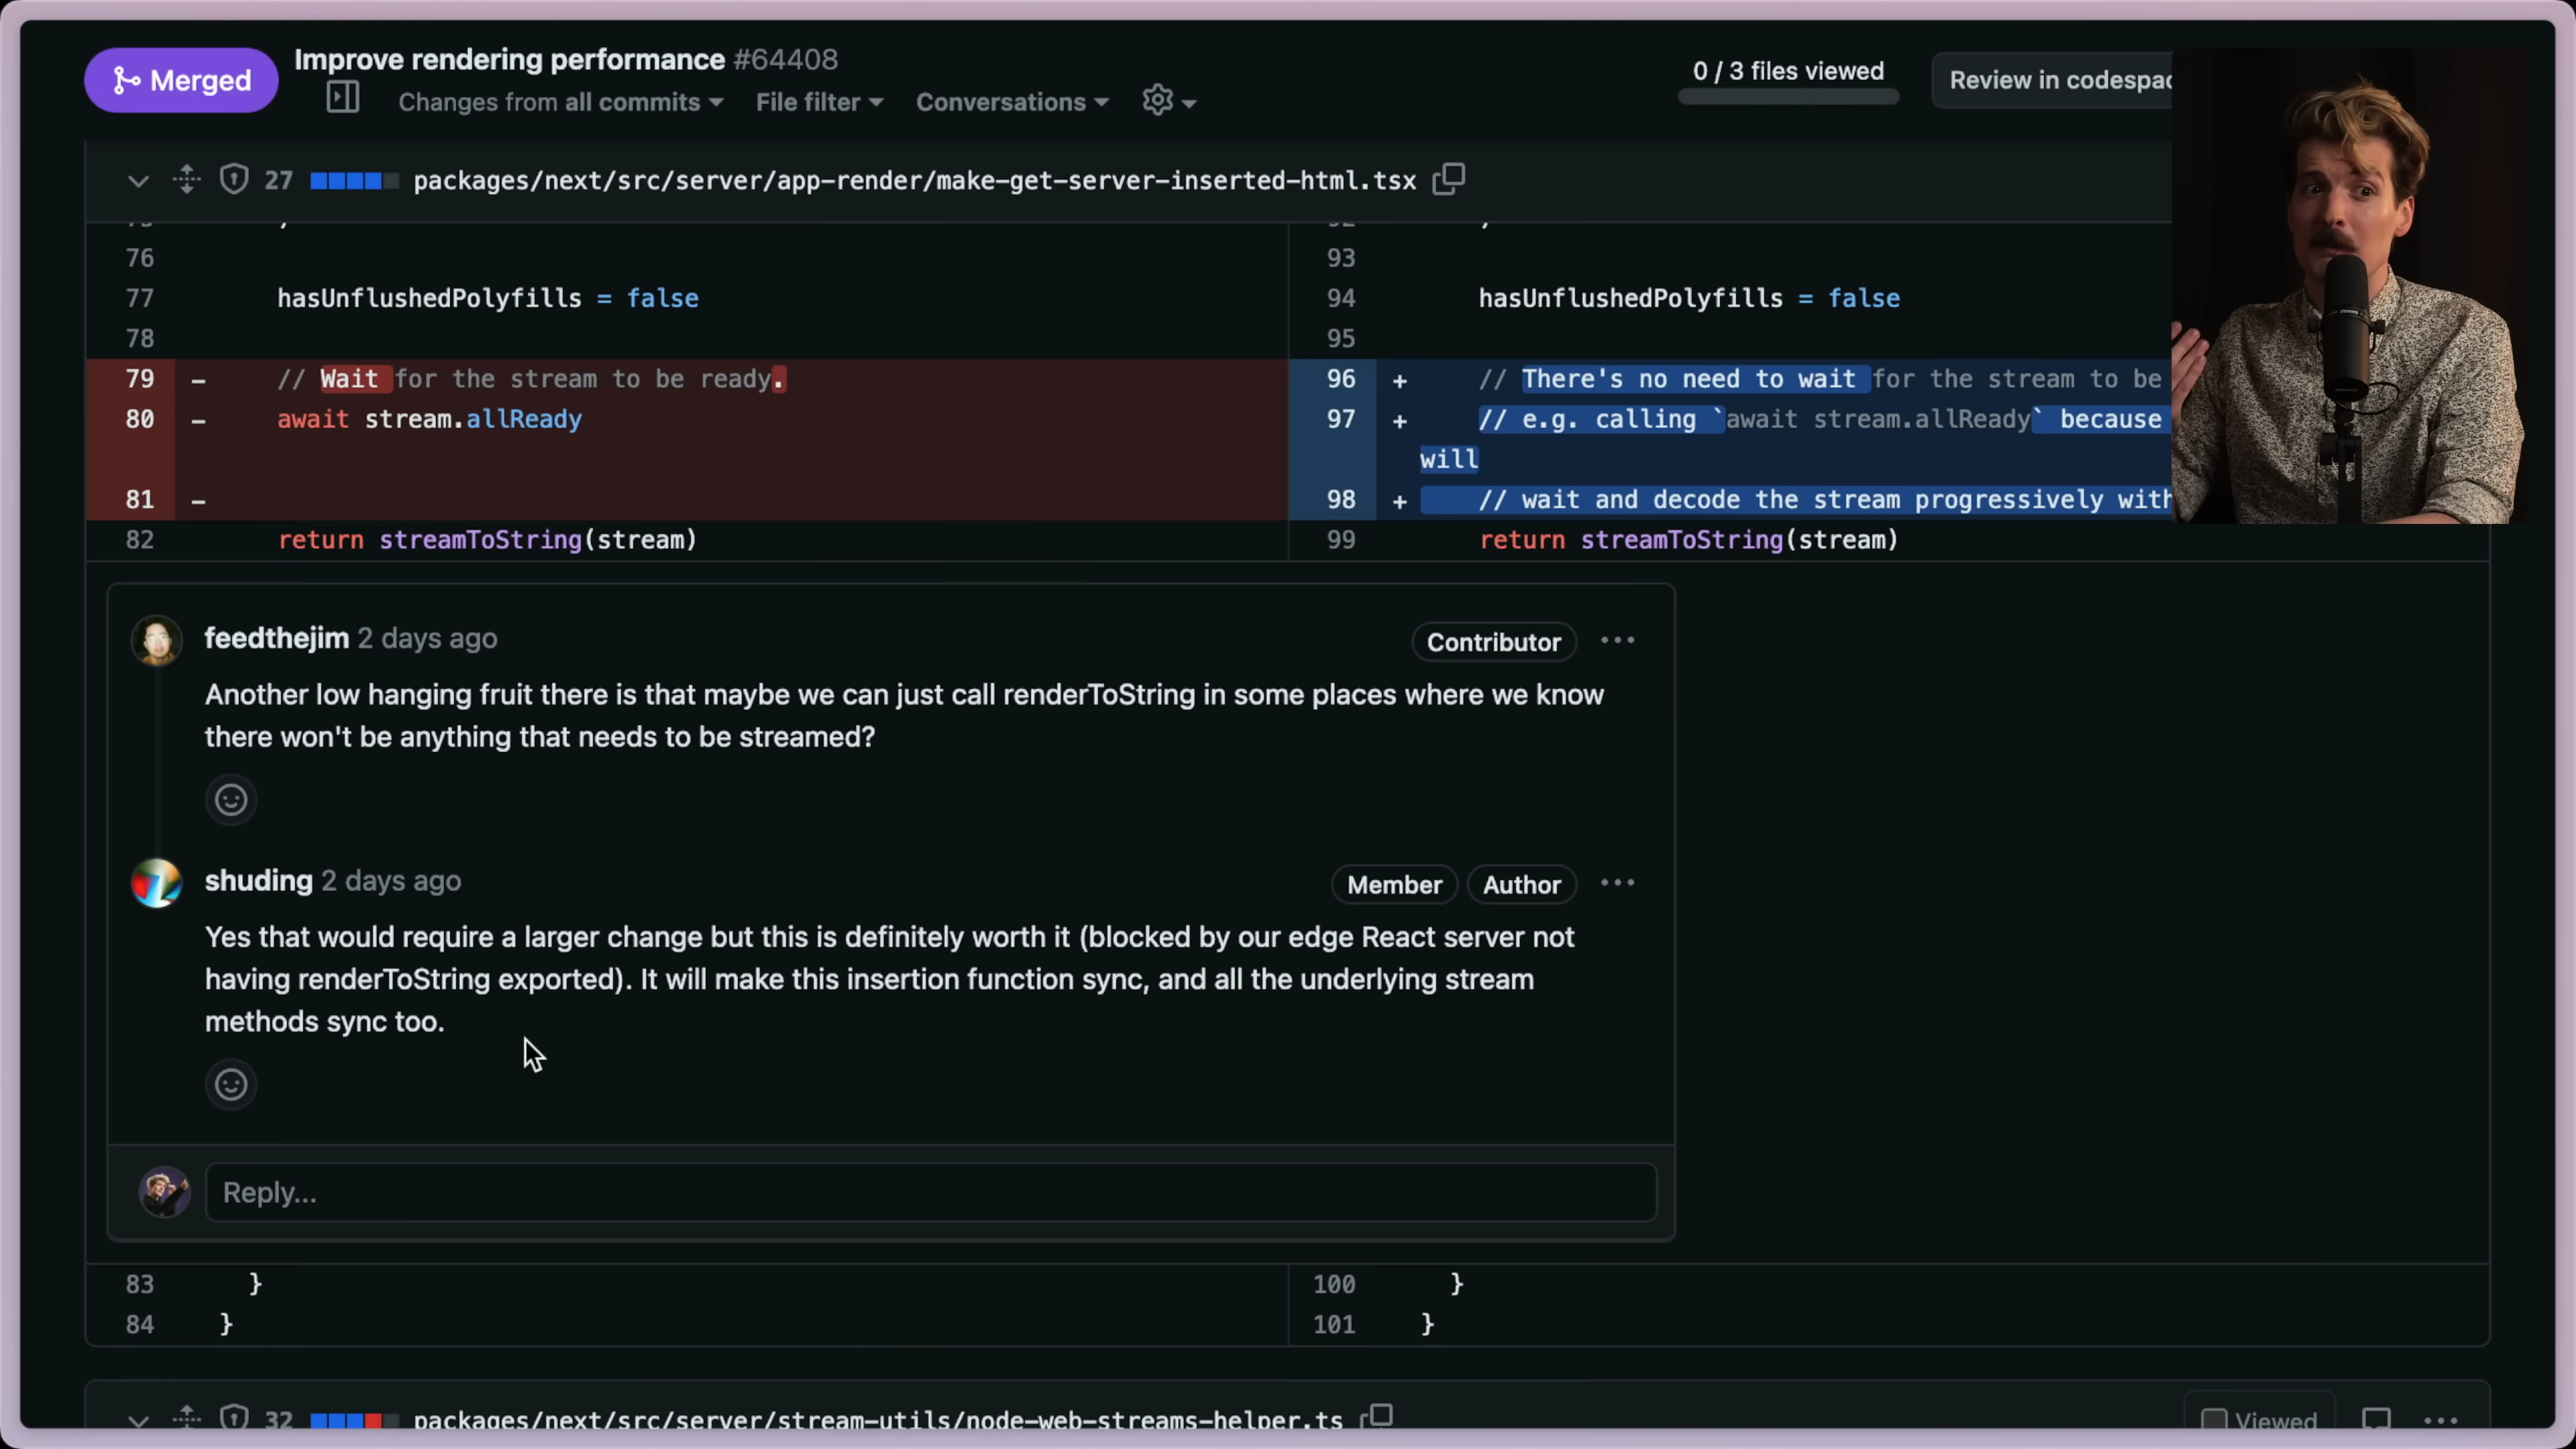 Merged
Improve rendering performance #64408
Changes from all commits
File filter
Conversations
0 / 3 files viewed
Review in codespac
27 packages/next/src/server/app-render/make-get-server-inserted-html.tsx
76
77 hasUnflushedPolyfills = false
78
79 - // Wait for the stream to be ready.
80 - await stream.allReady
81 -
82 return streamToString(stream)
93
94 hasUnflushedPolyfills = false
95
96 + // There's no need to wait for the stream to be
97 + // e.g. calling `await stream.allReady` because
will
98 + // wait and decode the stream progressively with
99 return streamToString(stream)
feedthejim 2 days ago
Contributor
Another low hanging fruit there is that maybe we can just call renderToString in some places where we know
there won't be anything that needs to be streamed?
shuding 2 days ago
Member Author
Yes that would require a larger change but this is definitely worth it (blocked by our edge React server not
having renderToString exported). It will make this insertion function sync, and all the underlying stream
methods sync too.
Reply...
83 }
84 }
100 }
101 }
32 packages/next/src/server/stream-utils/node-web-streams-helper.ts
Viewed